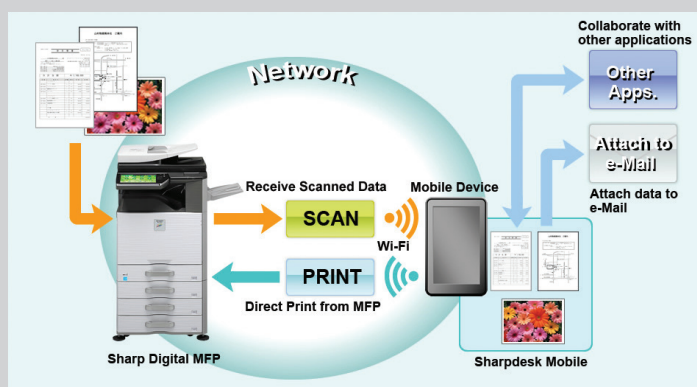 Collaborate with
other applications
Network
Other
Apps.
Attach to
e-Mail
Receive Scanned Data
Mobile Device
SCAN
Attach data to
e-Mail
Wi-Fi
PRINT
Direct Print from MFP
Sharp Digital MFP
Sharpdesk Mobile